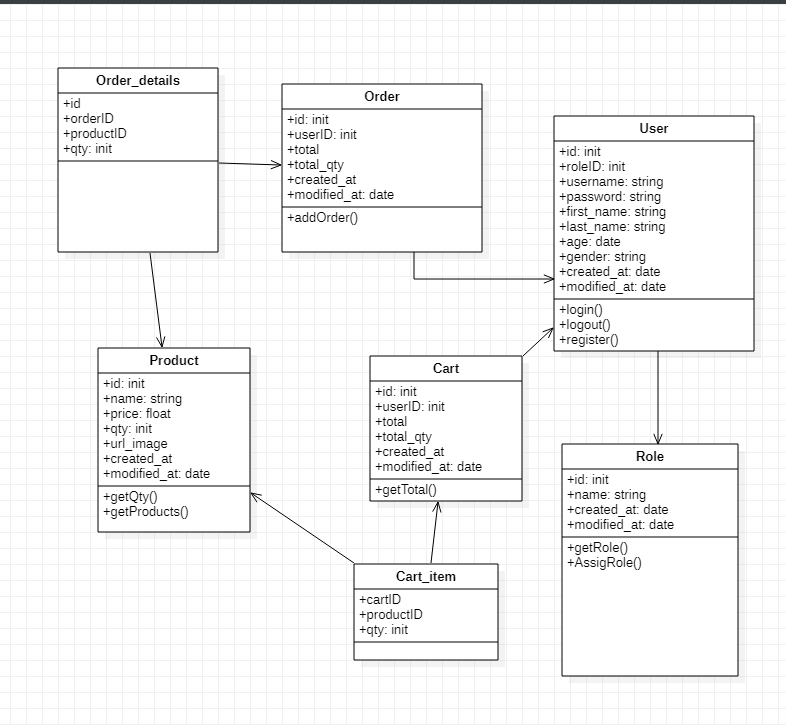 Order_details
+id
+orderID
+productID
+qty: init
Order
+id: init
+userID: init
+total
+total_qty
+created_at
+modified_at: date
+addOrder()
User
+id: init
+roleID: init
+username: string
+password: string
+first_name: string
+last_name: string
+age: date
+gender: string
+created_at: date
+modified_at: date
+login()
+logout()
+register()
Product
+id: init
+name: string
+price: float
+qty: init
+url_image
+created_at
+modified_at: date
+getQty()
+getProducts()
Cart
+id: init
+userID: init
+total
+total_qty
+created_at
+modified_at: date
+getTotal()
Role
+id: init
+name: string
+created_at: date
+modified_at: date
+getRole()
+AssigRole()
Cart_item
+cartID
+productID
+qty: init